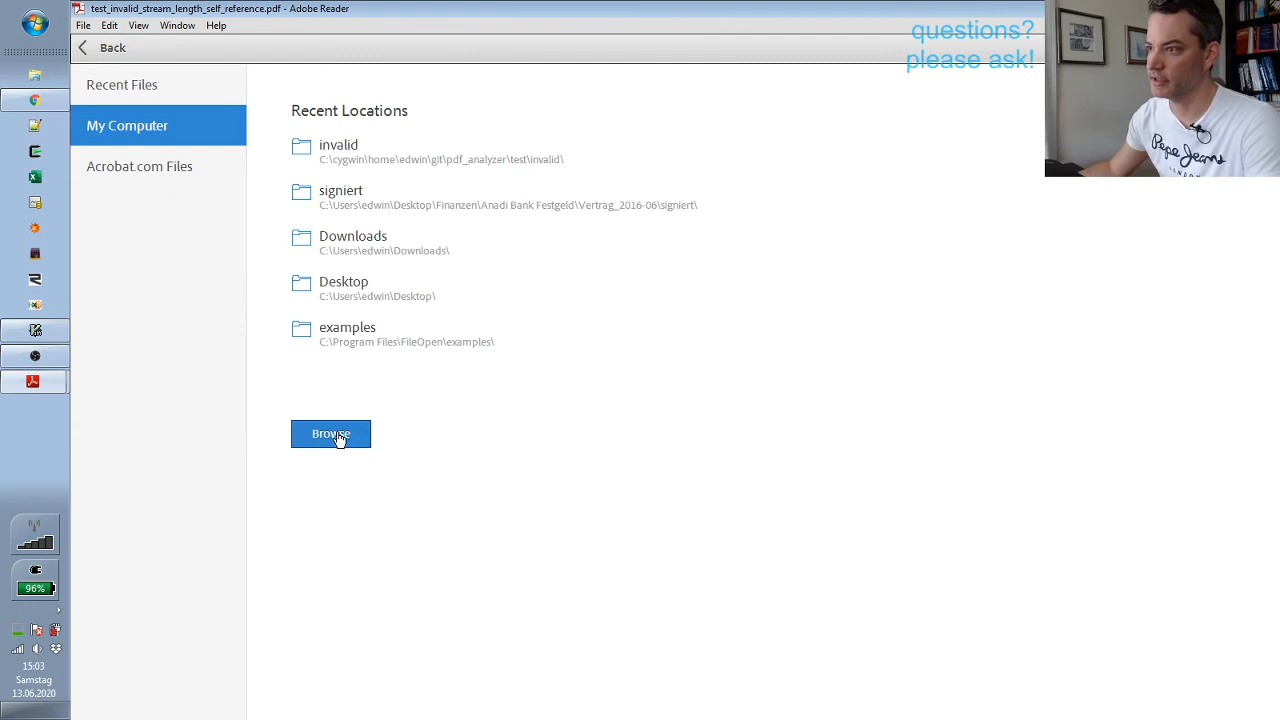 test_invalid_stream_length_self_reference.pdf - Adobe Reader
File Edit View Window Help
questions?
please ask!
Back
Recent Files
My Computer
Acrobat.com Files
Recent Locations
invalid
C:\cygwin\home\edwin\git\pdf_analyzer\test\invalid\
signiert
C:\Users\edwin\Desktop\Finanzen\Anadi Bank Festgeld\Vertrag_2016-06\signiert\
Downloads
C:\Users\edwin\Downloads\
Desktop
C:\Users\edwin\Desktop\
examples
C:\Program Files\FileOpen\examples\
Browse
96%
15:03
Samstag
13.06.2020
Pepe Jeans
LONDON